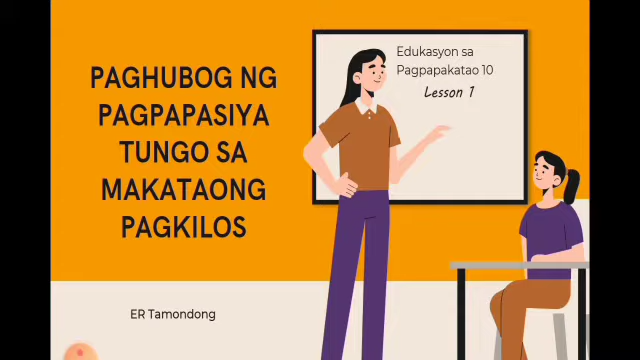 PAGHUBOG NG
PAGPAPASIYA
TUNGO SA
MAKATAONG
PAGKILOS
Edukasyon sa
Pagpapakatao 10
Lesson 1
ER Tamondong